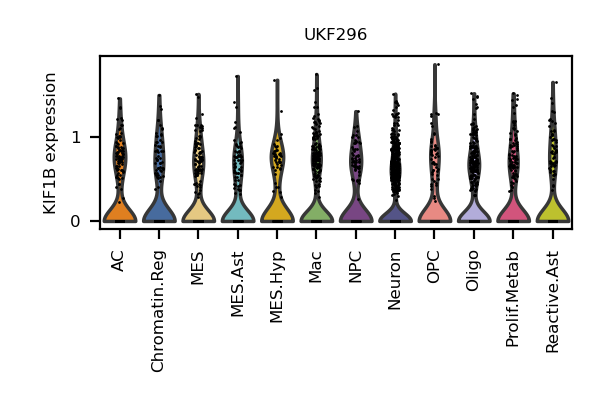 UKF296
KIF1B expression
1
0
AC
Chromatin.Reg
MES
MES.Ast
MES.Hyp
Mac
NPC
Neuron
OPC
Oligo
Prolif.Metab
Reactive.Ast